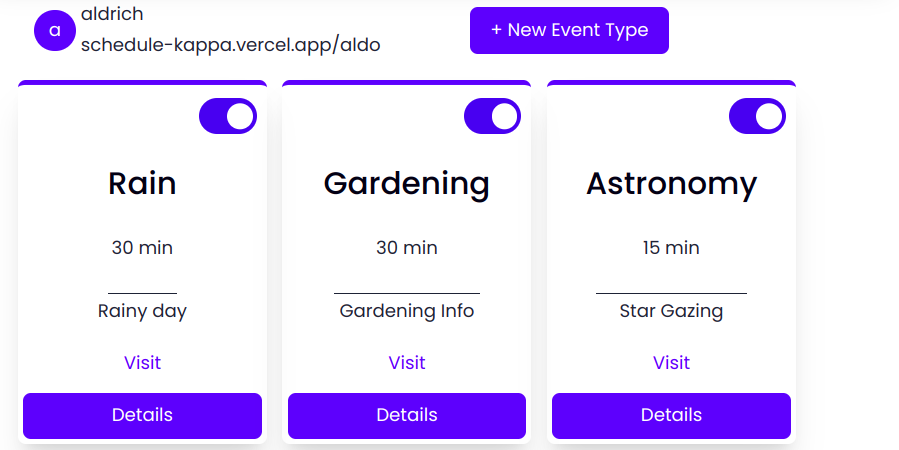 a
aldrich
schedule-kappa.vercel.app/aldo
+ New Event Type
Rain
30 min
Rainy day
Visit
Details
Gardening
30 min
Gardening Info
Visit
Details
Astronomy
15 min
Star Gazing
Visit
Details